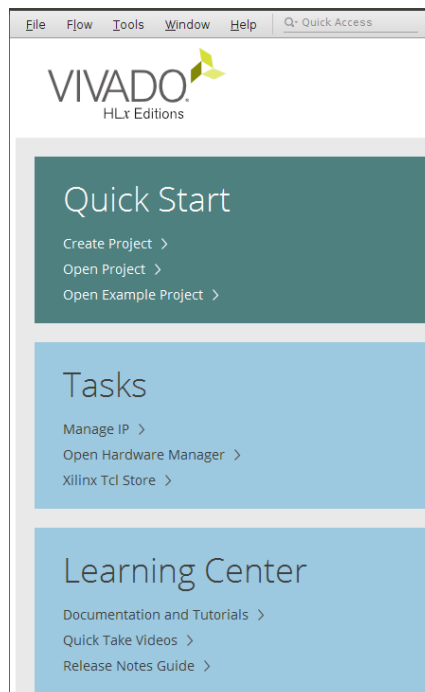 File Flow Tools Window Help Quick Access
VIVADO
HLx Editions
Quick Start
Create Project >
Open Project >
Open Example Project >
Tasks
Manage IP >
Open Hardware Manager >
Xilinx Tcl Store >
Learning Center
Documentation and Tutorials >
Quick Take Videos >
Release Notes Guide >